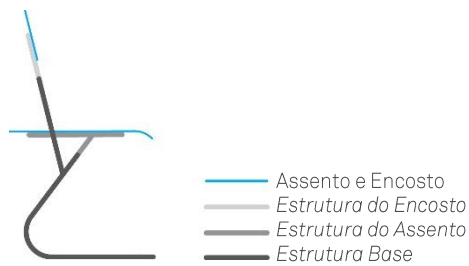 Assento e Encosto
Estrutura do Encosto
Estrutura do Assento
Estrutura Base